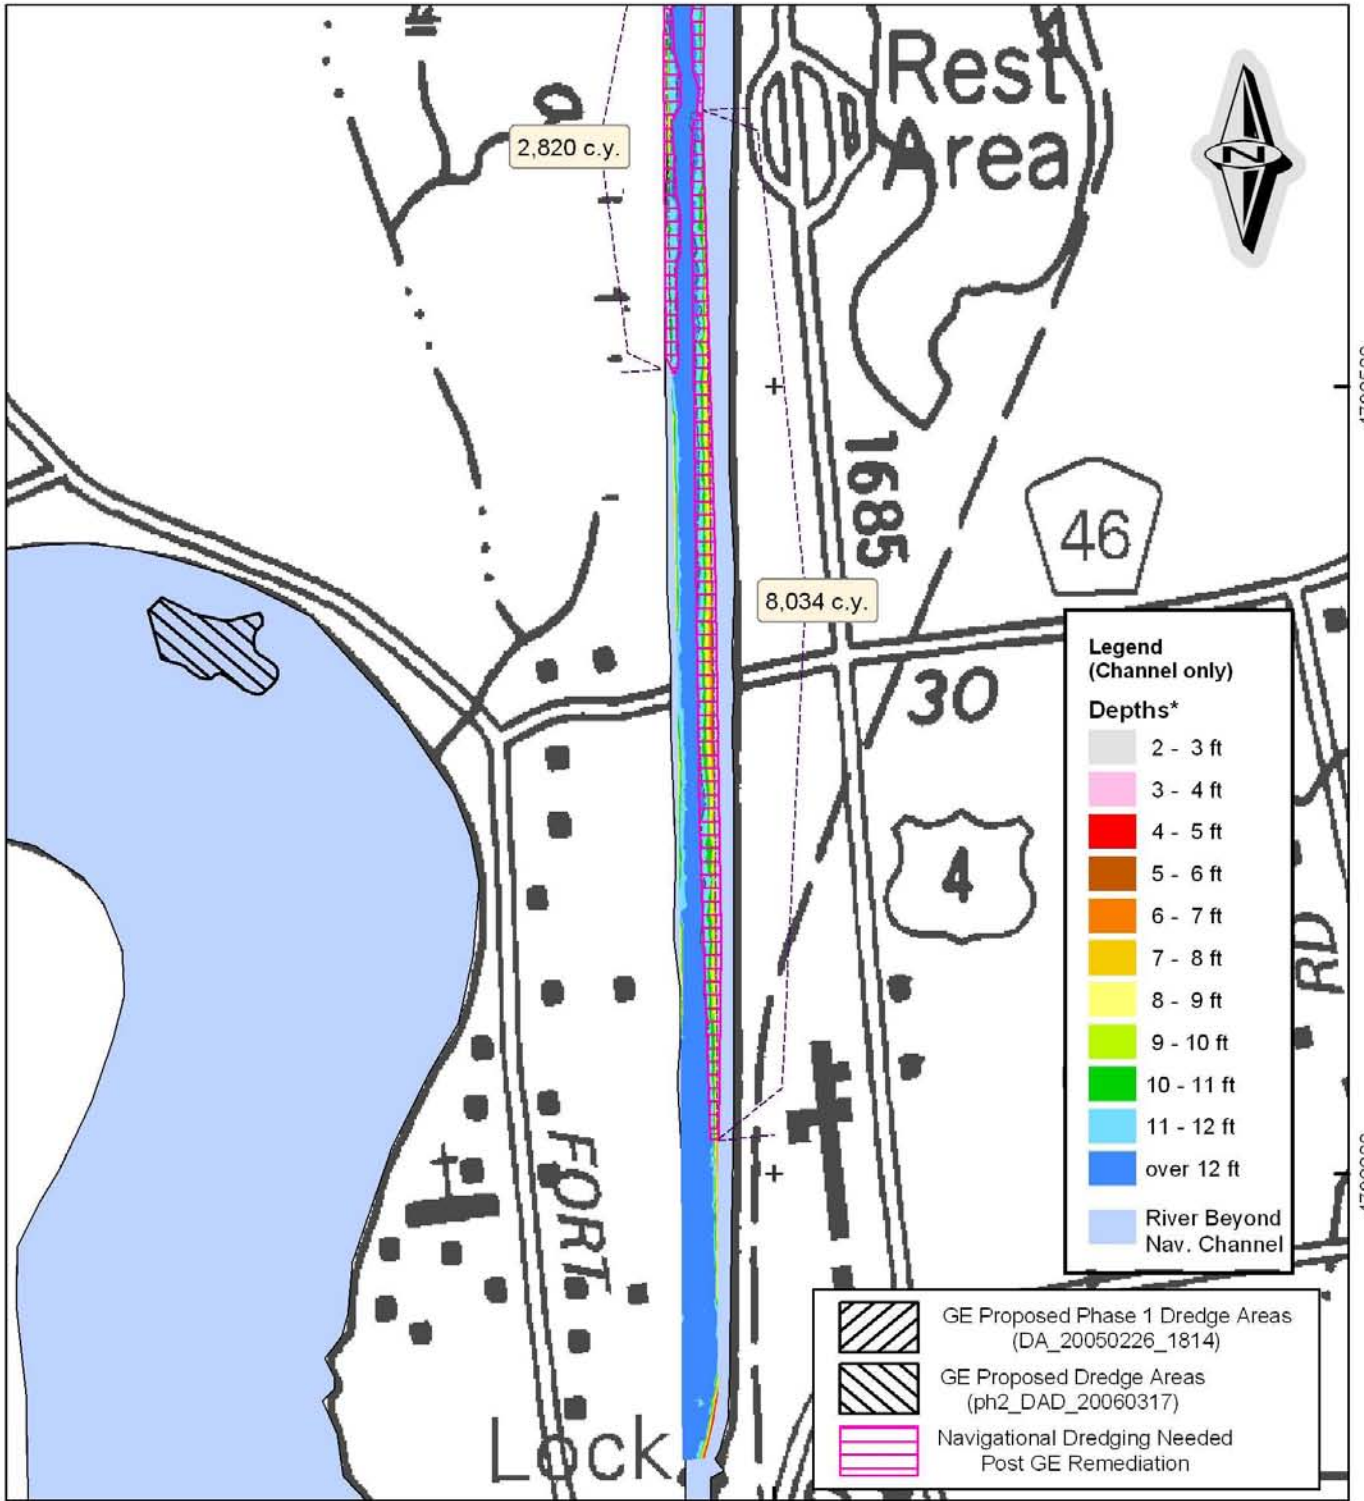 Rest
Area
N
2,820 c.y.
1685
46
8,034 c.y.
30
4
RD
FORT
Lock
Legend
(Channel only)
Depths*
2 - 3 ft
3 - 4 ft
4 - 5 ft
5 - 6 ft
6 - 7 ft
7 - 8 ft
8 - 9 ft
9 - 10 ft
10 - 11 ft
11 - 12 ft
over 12 ft
River Beyond
Nav. Channel
GE Proposed Phase 1 Dredge Areas
(DA_20050226_1814)
GE Proposed Dredge Areas
(ph2_DAD_20060317)
Navigational Dredging Needed
Post GE Remediation